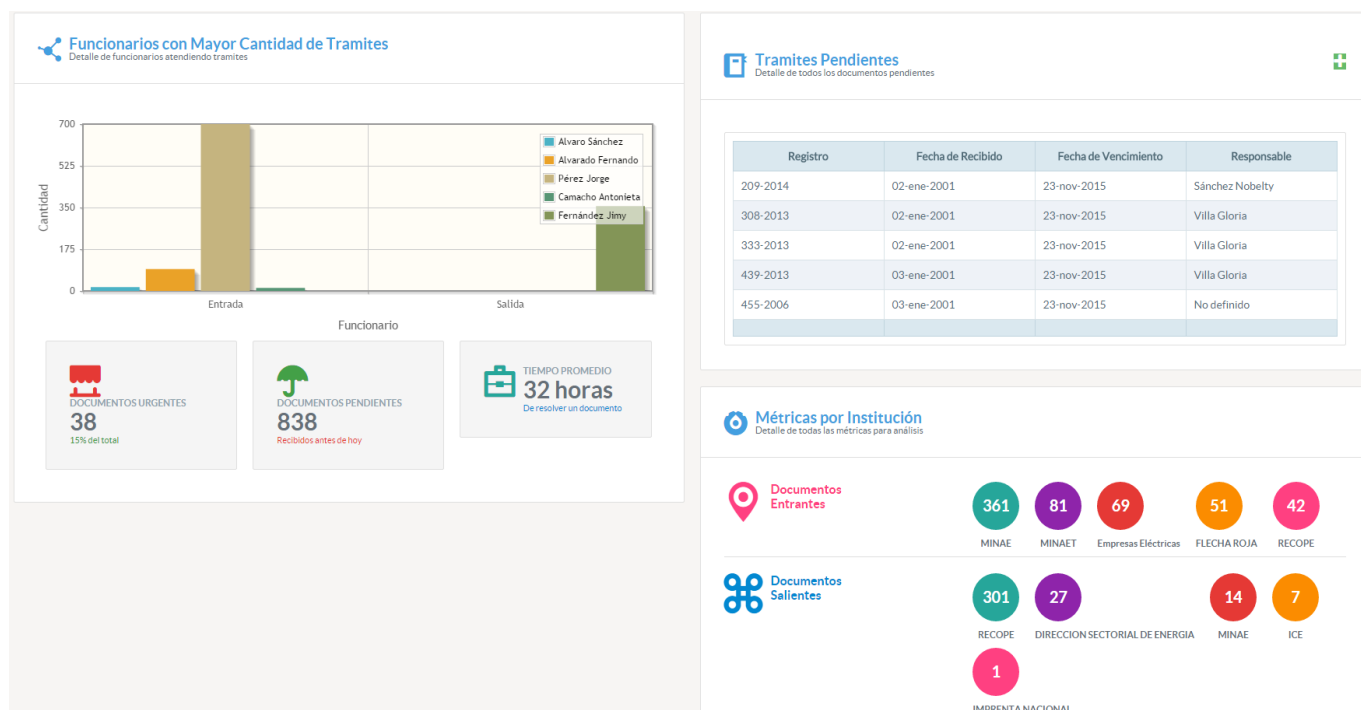 Funcionarios con Mayor Cantidad de Tramites
Detalle de funcionarios atendiendo tramites
700
525
350
175
0
Cantidad
Alvaro Sánchez
Alvarado Fernando
Pérez Jorge
Camacho Antonieta
Fernández Jimy
Entrada
Salida
Funcionario
DOCUMENTOS URGENTES
38
15% del total
DOCUMENTOS PENDIENTES
838
Recibidos antes de hoy
TIEMPO PROMEDIO
32 horas
De resolver un documento
Tramites Pendientes
Detalle de todos los documentos pendientes
Registro Fecha de Recibido Fecha de Vencimiento Responsable
209-2014 02-ene-2001 23-nov-2015 Sánchez Nobelty
308-2013 02-ene-2001 23-nov-2015 Villa Gloria
333-2013 02-ene-2001 23-nov-2015 Villa Gloria
439-2013 03-ene-2001 23-nov-2015 Villa Gloria
455-2006 03-ene-2001 23-nov-2015 No definido
Métricas por Institución
Detalle de todas las métricas para análisis
Documentos
Entrantes
361 81 69 51 42
MINAE MINAET Empresas Eléctricas FLECHA ROJA RECOPE
Documentos
Salientes
301 27 14 7
RECOPE DIRECCION SECTORIAL DE ENERGIA MINAE ICE
1
IMPRENTA NACIONAL